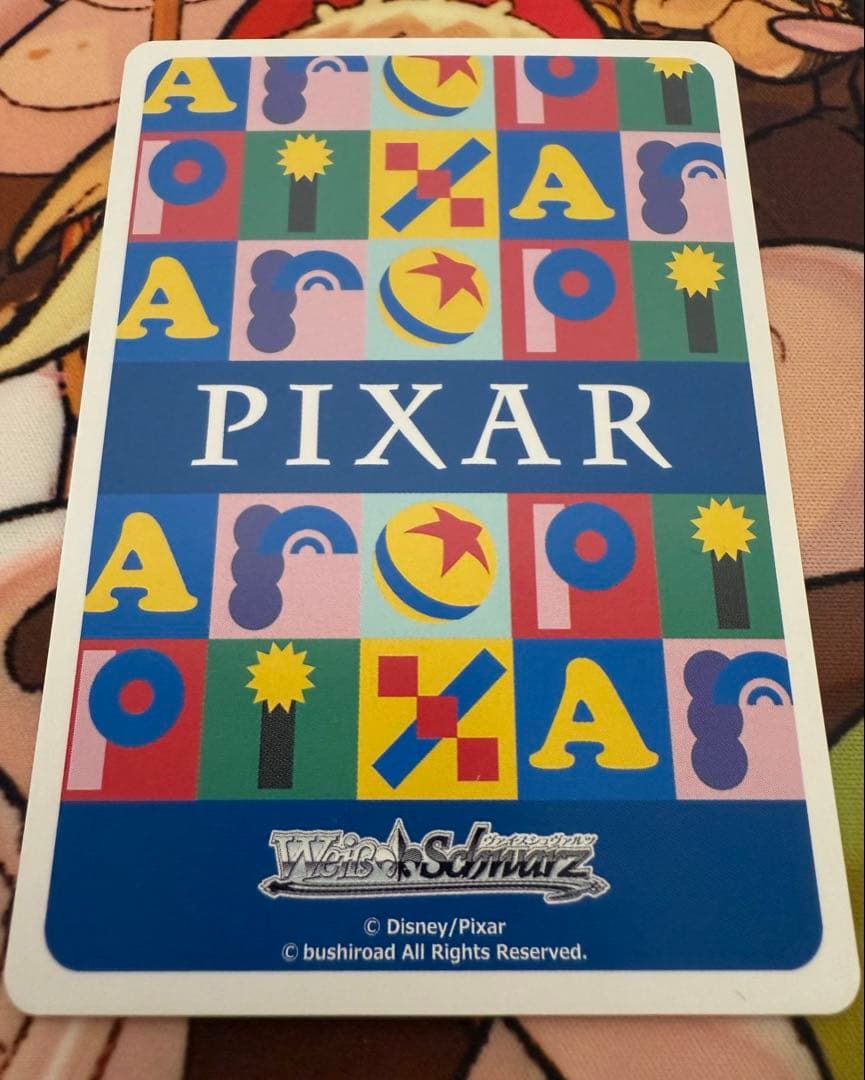 A r P i
P i X A r
A r P i
PIXAR
A r P i
P i X A r
Weiß Schwarz
ヴァイスシュヴァルツ
© Disney/Pixar
© bushiroad All Rights Reserved.